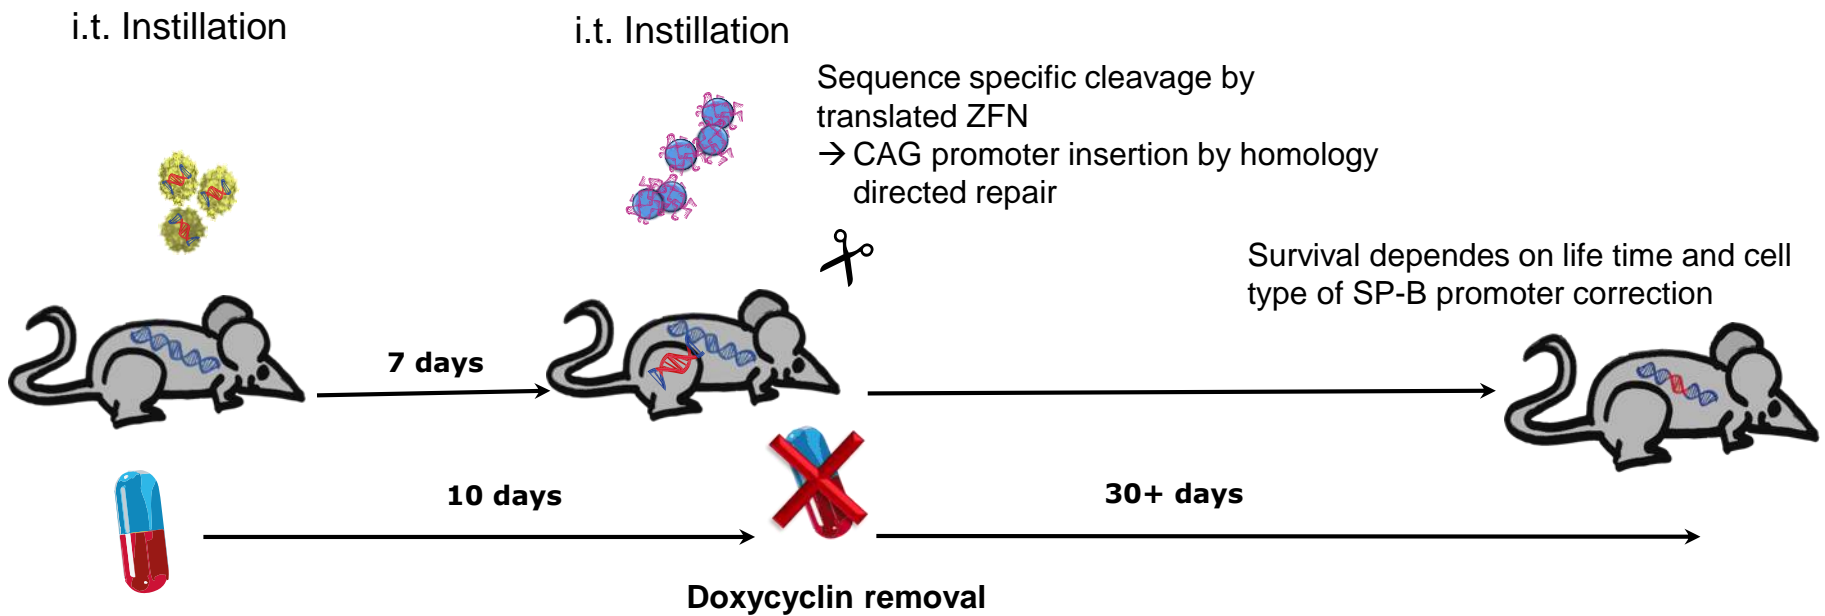 i.t. Instillation
i.t. Instillation
Sequence specific cleavage by
translated ZFN
→ CAG promoter insertion by homology
directed repair
Survival dependes on life time and cell
type of SP-B promoter correction
7 days
10 days
30+ days
Doxycyclin removal